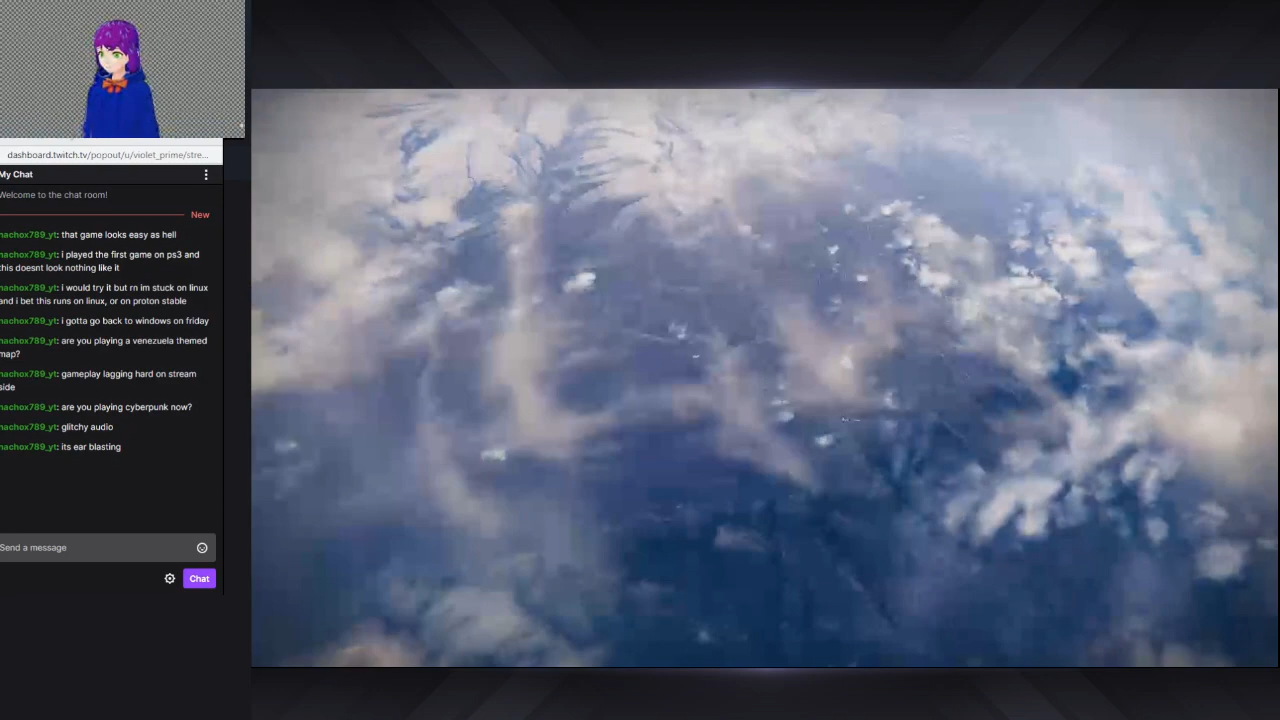 dashboard.twitch.tv/popout/u/violet_prime/stre...
My Chat
Welcome to the chat room!
New
nachox789_yt: that game looks easy as hell
nachox789_yt: i played the first game on ps3 and
this doesnt look nothing like it
nachox789_yt: i would try it but rn im stuck on linux
and i bet this runs on linux, or on proton stable
nachox789_yt: i gotta go back to windows on friday
nachox789_yt: are you playing a venezuela themed
map?
nachox789_yt: gameplay lagging hard on stream
side
nachox789_yt: are you playing cyberpunk now?
nachox789_yt: glitchy audio
nachox789_yt: its ear blasting
Send a message
Chat